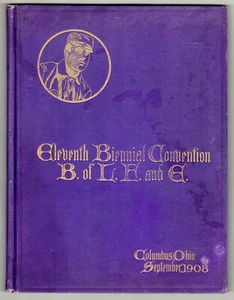 Eleventh Biennial Convention
B. of L. F. and E.
Columbus, Ohio
September 1908